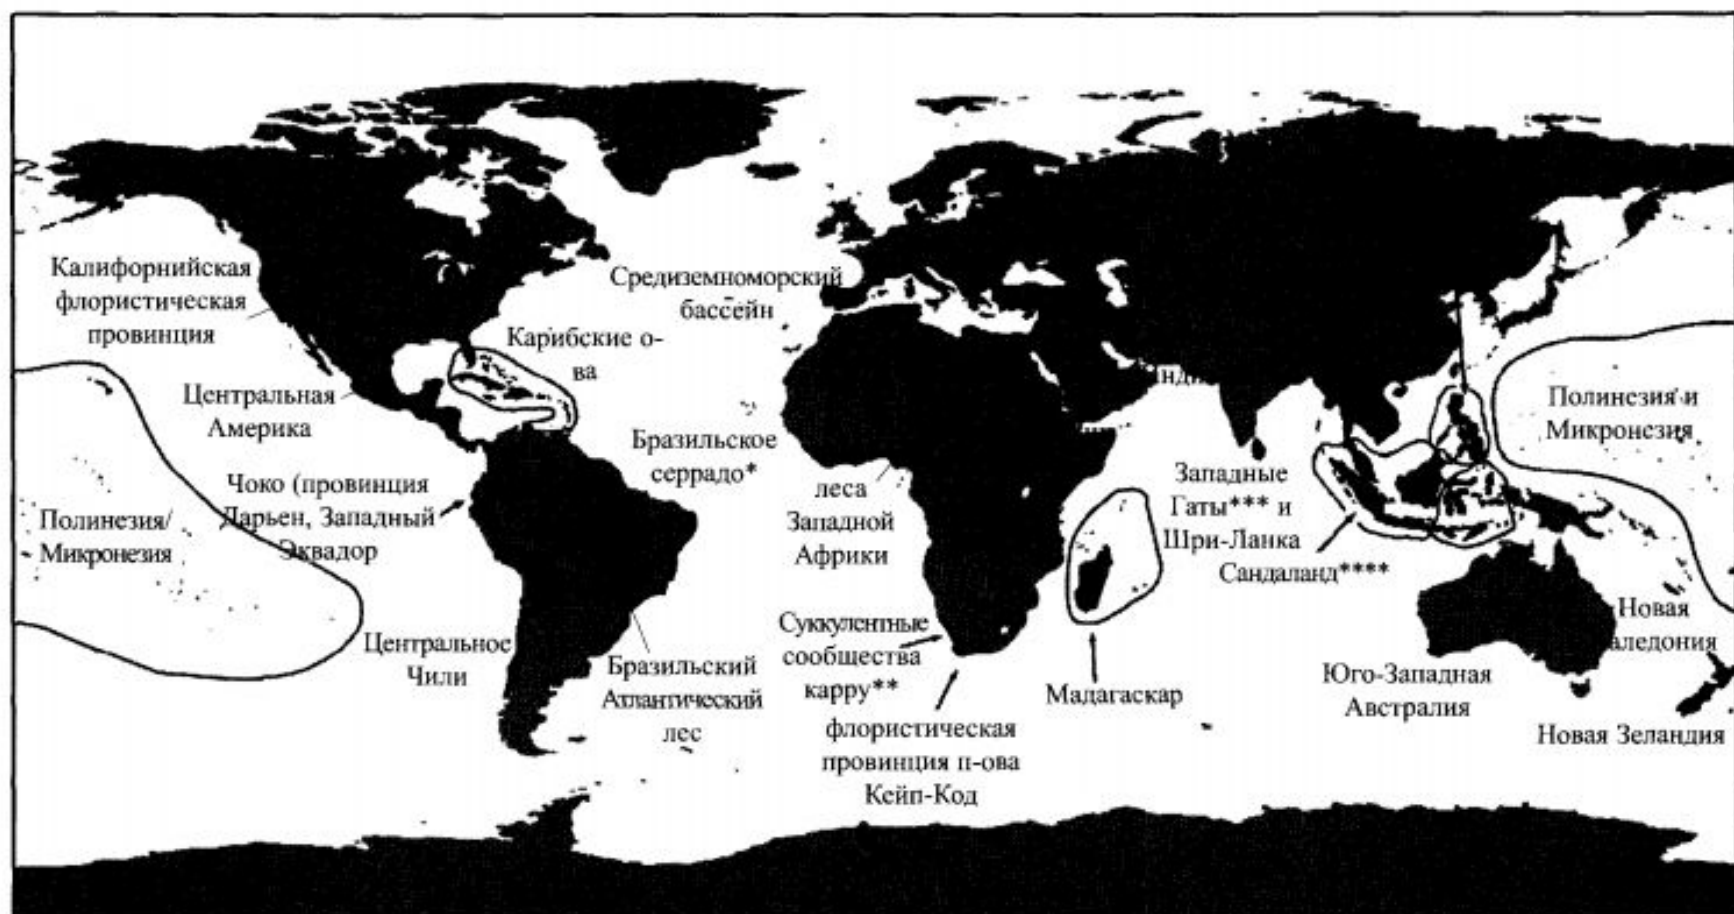 Калифорнийская
флористическая
провинция
Средиземноморский
бассейн
Карибские о-
ва
Центральная
Америка
Полинезия и
Микронезия
Бразильское
серрадо*
Чоко (провинция
Дарьен, Западный
Эквадор
Полинезия/
Микронезия
леса
Западной
Африки
Западные
Гаты*** и
Шри-Ланка
Сандаланд****
Центральное
Чили
Бразильский
Атлантический
лес
Суккулентные
сообщества
карру**
флористическая
провинция п-ова
Кейп-Код
Мадагаскар
Юго-Западная
Австралия
Новая
аледония
Новая Зеландия